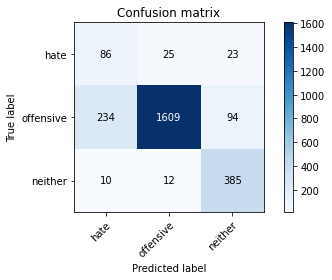 Confusion matrix
hate 86 25 23
offensive 234 1609 94
neither 10 12 385
hate offensive neither
True label
Predicted label
1600
1400
1200
1000
800
600
400
200